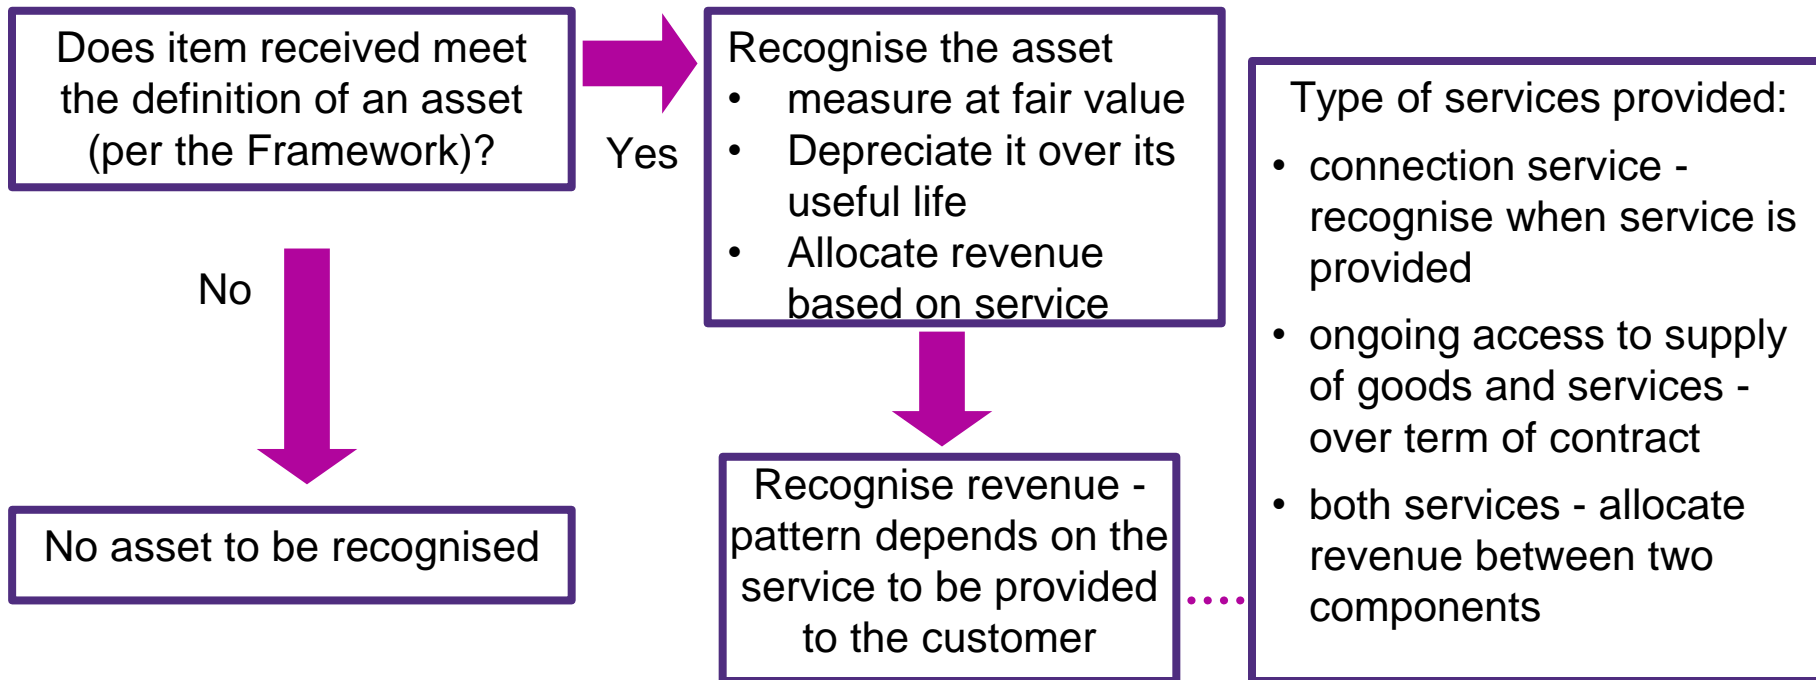 Does item received meet
the definition of an asset
(per the Framework)?
Yes
No
No asset to be recognised
Recognise the asset
• measure at fair value
• Depreciate it over its
useful life
• Allocate revenue
based on service
Recognise revenue -
pattern depends on the
service to be provided
to the customer
Type of services provided:
• connection service -
recognise when service is
provided
• ongoing access to supply
of goods and services -
over term of contract
• both services - allocate
revenue between two
components